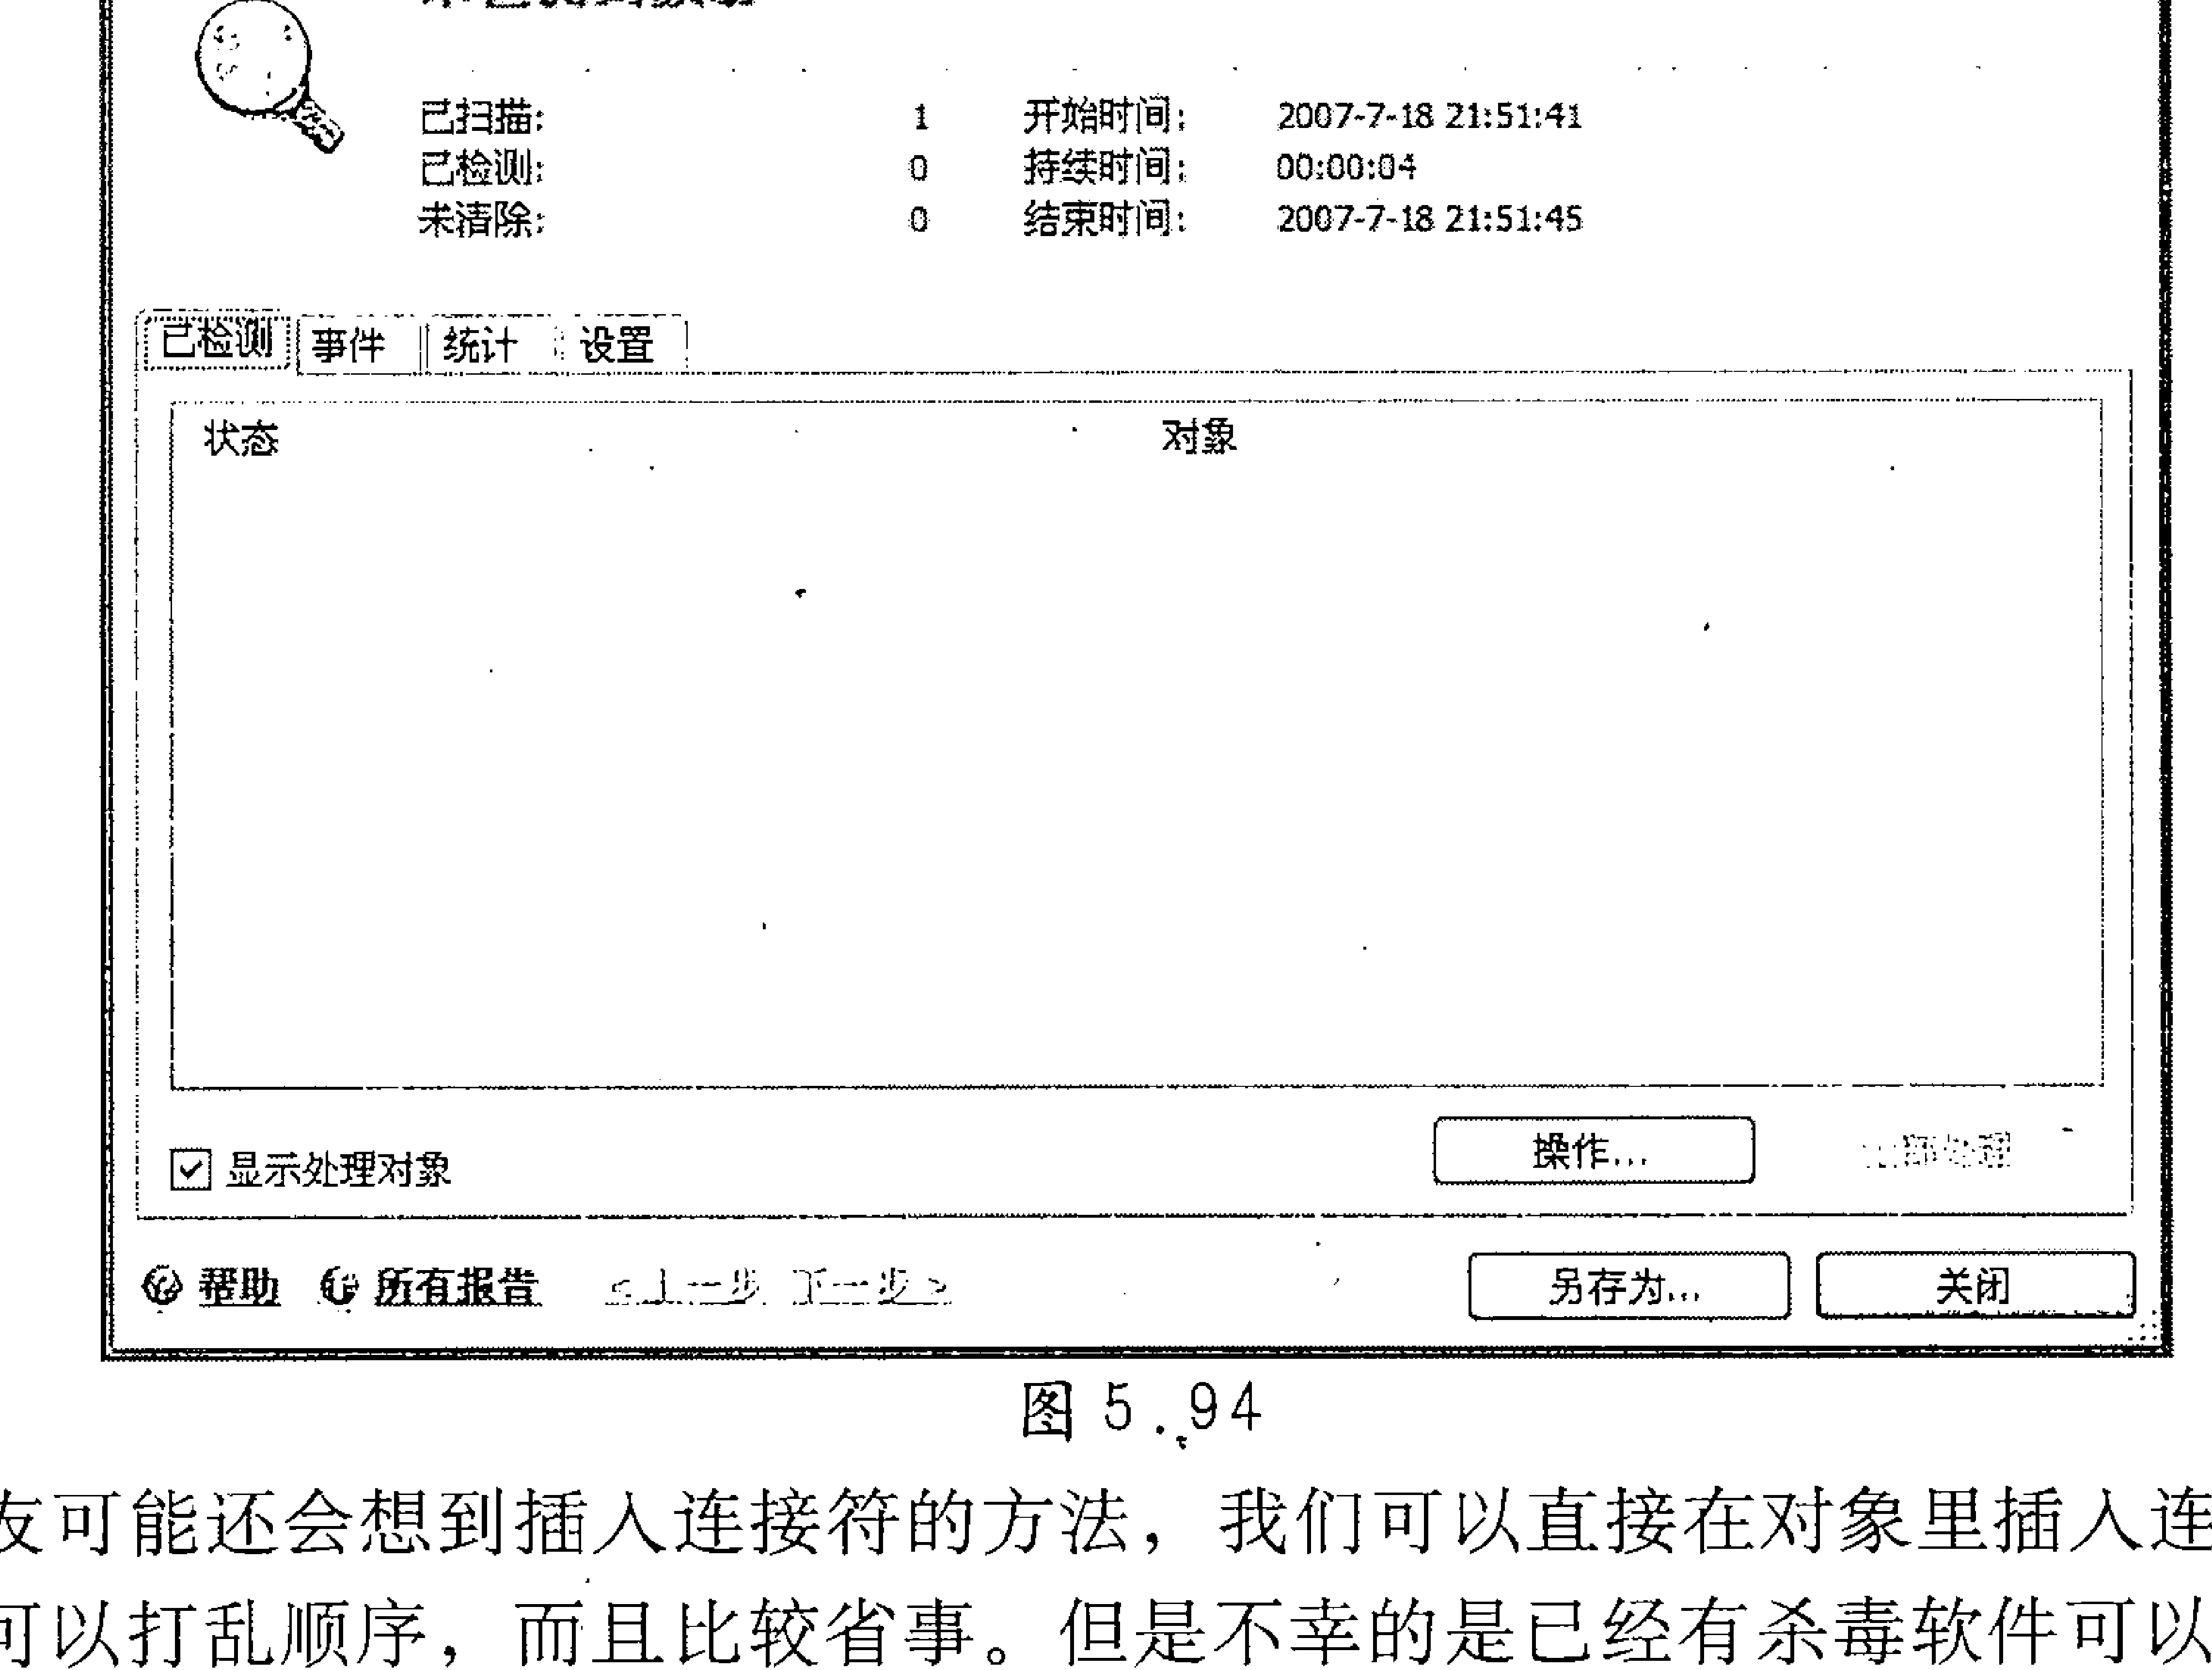 已扫描: 1 开始时间: 2007-7-18 21:51:41
已检测: 0 持续时间: 00:00:04
未清除: 0 结束时间: 2007-7-18 21:51:45
已检测 事件 统计 设置
状态 对象
显示处理对象 操作...
帮助 所有报告 <上一步 下一步> 另存为... 关闭
图 5.94
友可能还会想到插入连接符的方法，我们可以直接在对象里插入连
可以打乱顺序，而且比较省事。但是不幸的是已经有杀毒软件可以